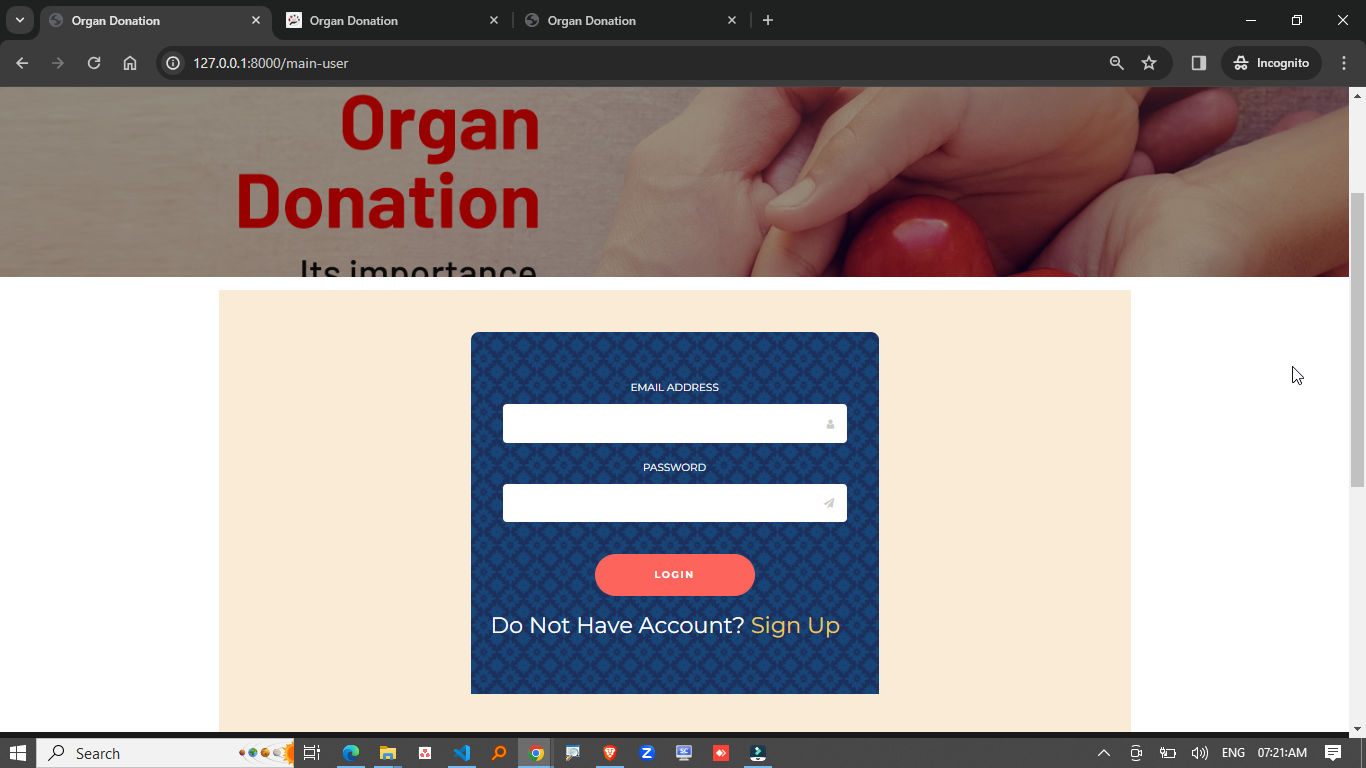 Organ Donation
Organ Donation
Organ Donation
127.0.0.1:8000/main-user
Incognito
Organ
Donation
Its importance
EMAIL ADDRESS
PASSWORD
LOGIN
Do Not Have Account? Sign Up
Search
ENG
07:21:AM